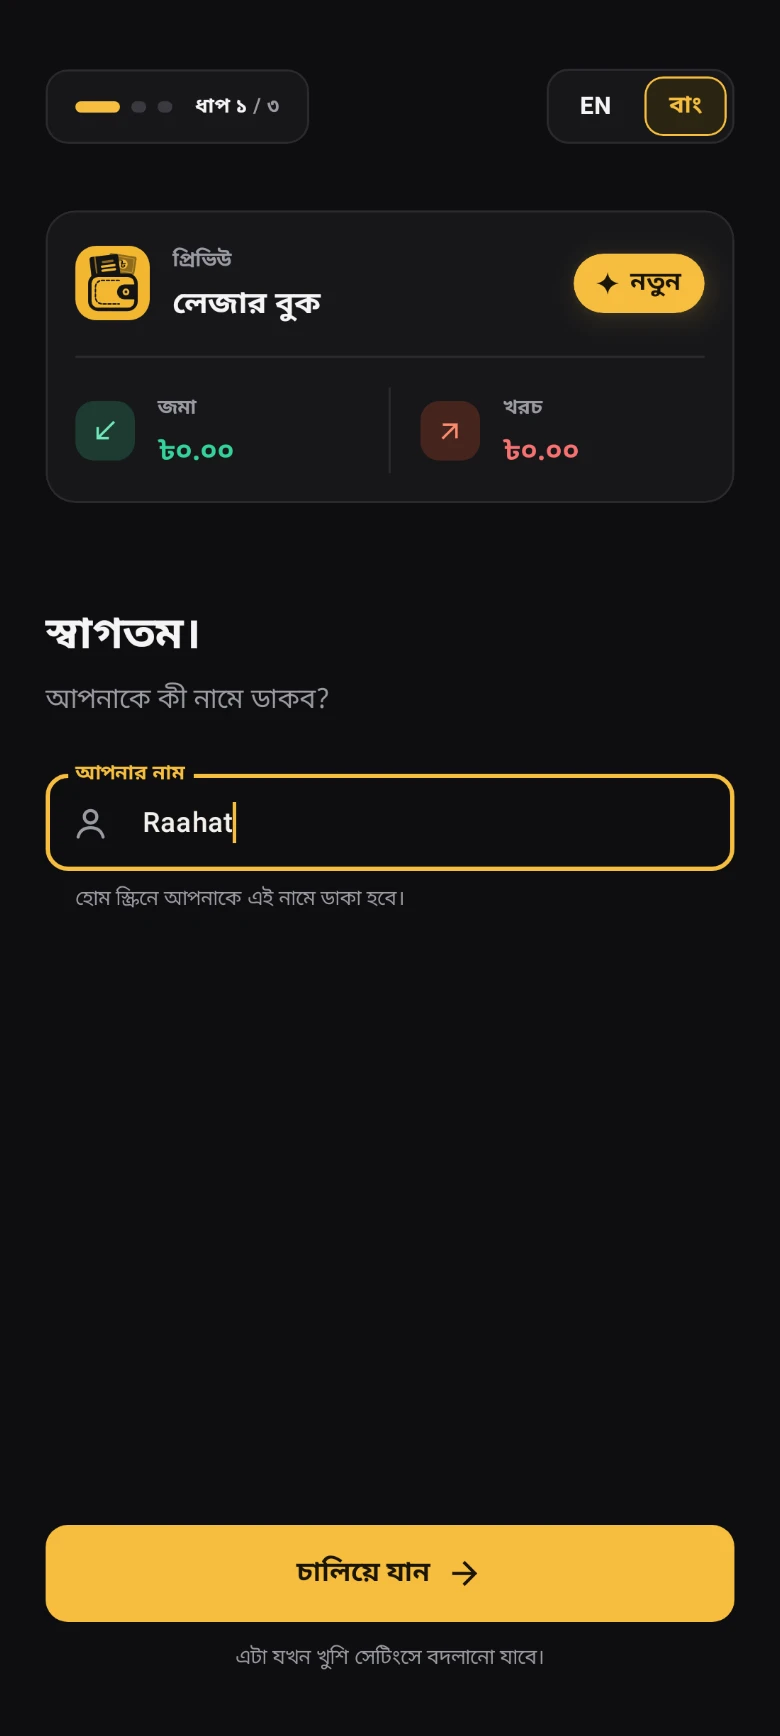 ধাপ ১ / ৩
EN
বাং
প্রিভিউ
লেজার বুক
নতুন
জমা
৳০.০০
খরচ
৳০.০০
স্বাগতম।
আপনাকে কী নামে ডাকব?
আপনার নাম
Raahat
হোম স্ক্রিনে আপনাকে এই নামে ডাকা হবে।
চালিয়ে যান
এটা যখন খুশি সেটিংসে বদলানো যাবে।